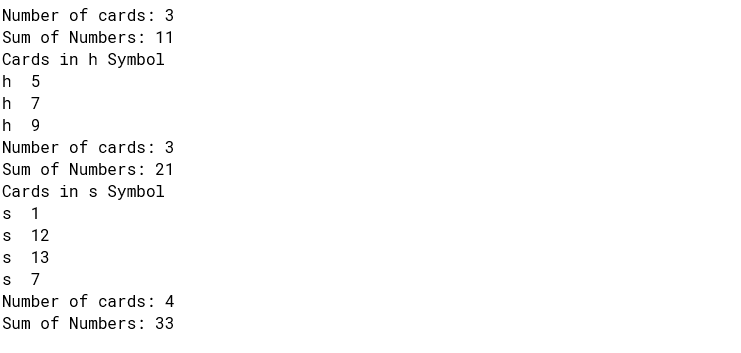 Number of cards: 3
Sum of Numbers: 11
Cards in h Symbol
h  5
h  7
h  9
Number of cards: 3
Sum of Numbers: 21
Cards in s Symbol
s  1
s  12
s  13
s  7
Number of cards: 4
Sum of Numbers: 33